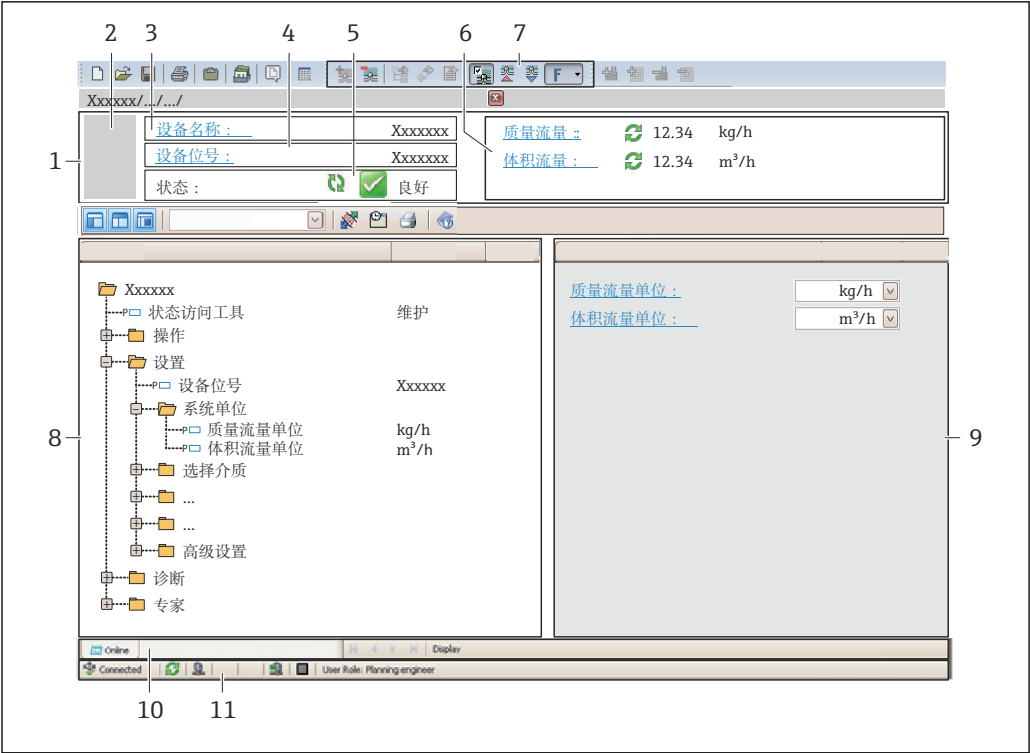 2 3 4 5 6 7
F
Xxxxxx/.../.../
1
设备名称： Xxxxxxx
设备位号： Xxxxxxx
状态： 良好
质量流量：: 12.34 kg/h
体积流量： 12.34 m³/h
Xxxxxx
P 状态访问工具 维护
操作
设置
P 设备位号 Xxxxxx
系统单位
P 质量流量单位 kg/h
P 体积流量单位 m³/h
选择介质
...
...
高级设置
诊断
专家
8
质量流量单位： kg/h
体积流量单位： m³/h
9
Online Display
Connected User Role: Planning engineer
10 11